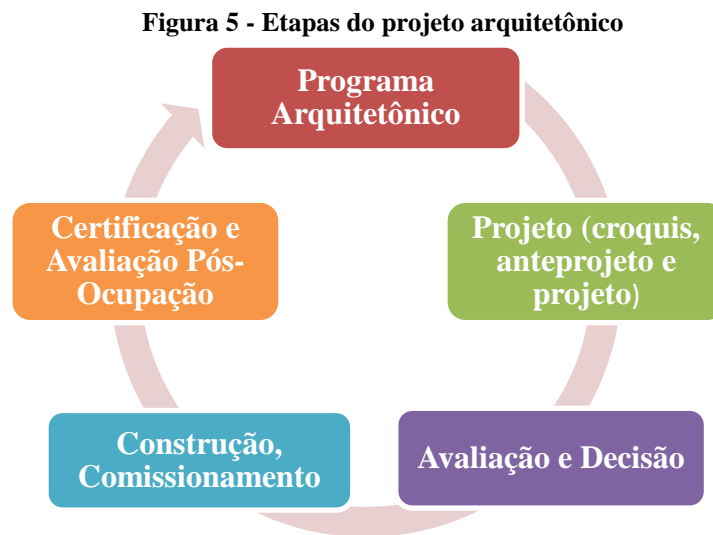 Figura 5 - Etapas do projeto arquitetônico
Programa
Arquitetônico
Projeto (croquis,
anteprojeto e
projeto)
Avaliação e Decisão
Construção,
Comissionamento
Certificação e
Avaliação Pós-
Ocupação